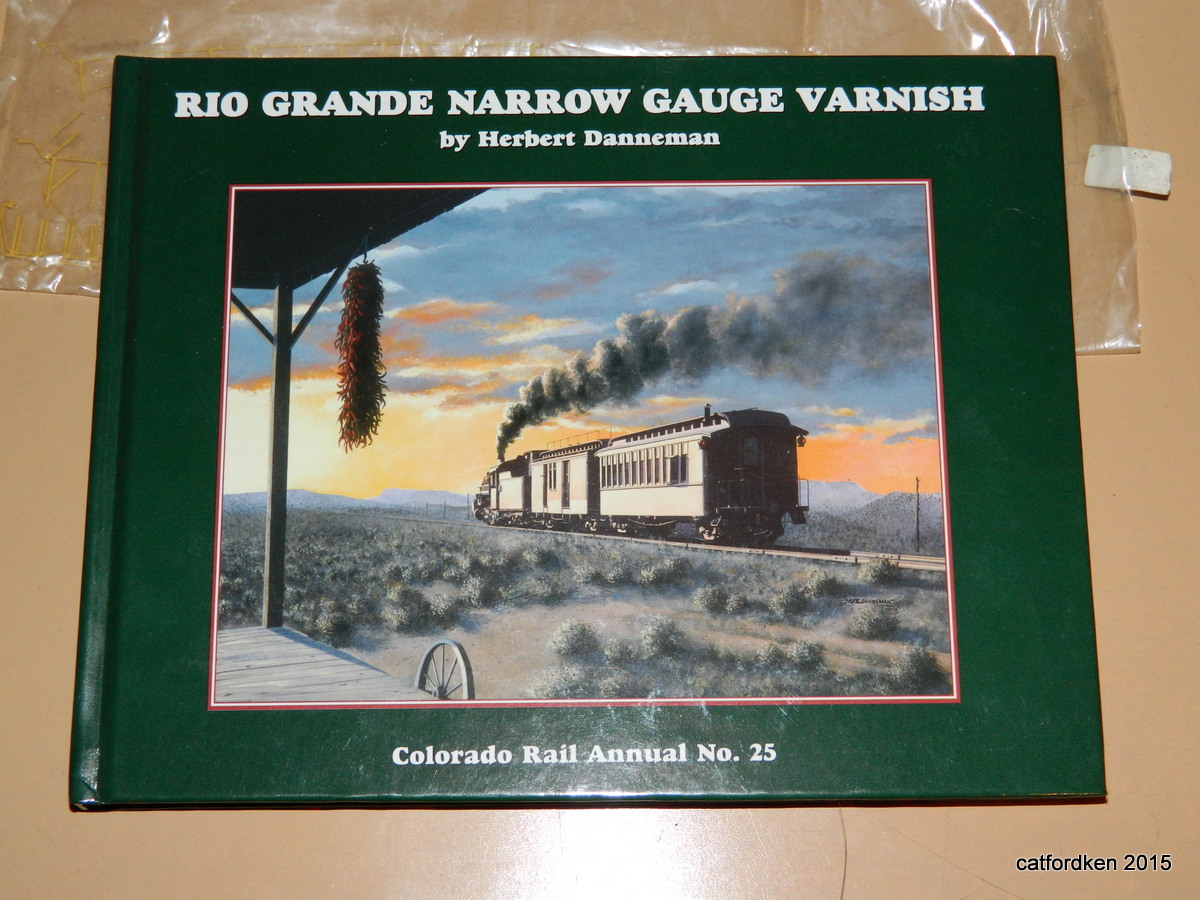 RIO GRANDE NARROW GAUGE VARNISH
by Herbert Danneman
Colorado Rail Annual No. 25
catfordken 2015